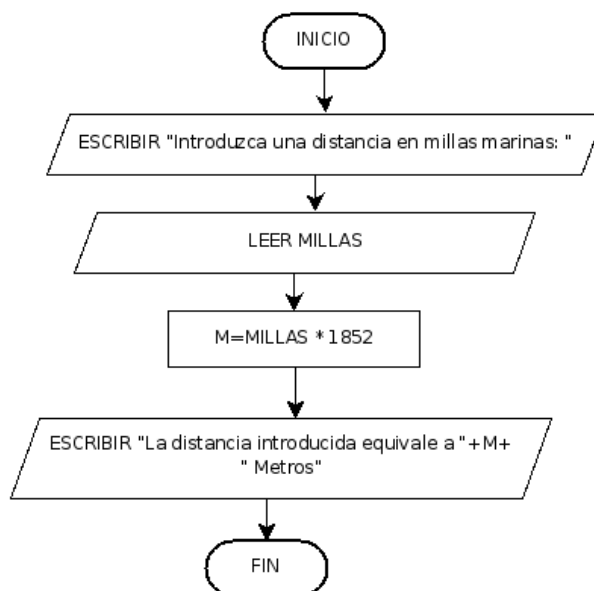 INICIO
ESCRIBIR "Introduzca una distancia en millas marinas: "
LEER MILLAS
M=MILLAS * 1852
ESCRIBIR "La distancia introducida equivale a "+M+
" Metros"
FIN